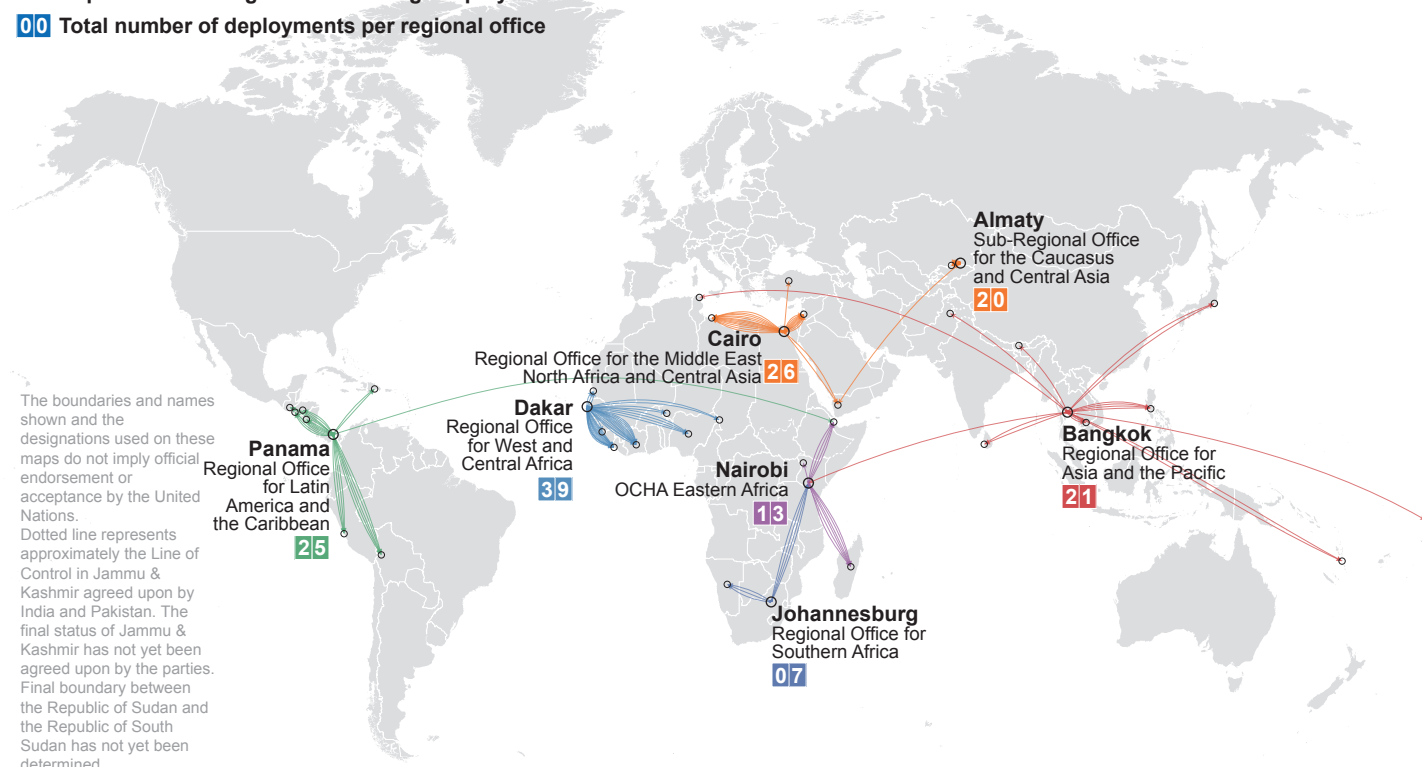 00 Total number of deployments per regional office
Almaty
Sub-Regional Office
for the Caucasus
and Central Asia
20
Cairo
Regional Office for the Middle East
North Africa and Central Asia
26
Dakar
Regional Office
for West and
Central Africa
39
Panama
Regional Office
for Latin
America and
the Caribbean
25
Nairobi
OCHA Eastern Africa
13
Bangkok
Regional Office for
Asia and the Pacific
21
Johannesburg
Regional Office for
Southern Africa
07
The boundaries and names
shown and the
designations used on these
maps do not imply official
endorsement or
acceptance by the United
Nations.
Dotted line represents
approximately the Line of
Control in Jammu &
Kashmir agreed upon by
India and Pakistan. The
final status of Jammu &
Kashmir has not yet been
agreed upon by the parties.
Final boundary between
the Republic of Sudan and
the Republic of South
Sudan has not yet been
determined